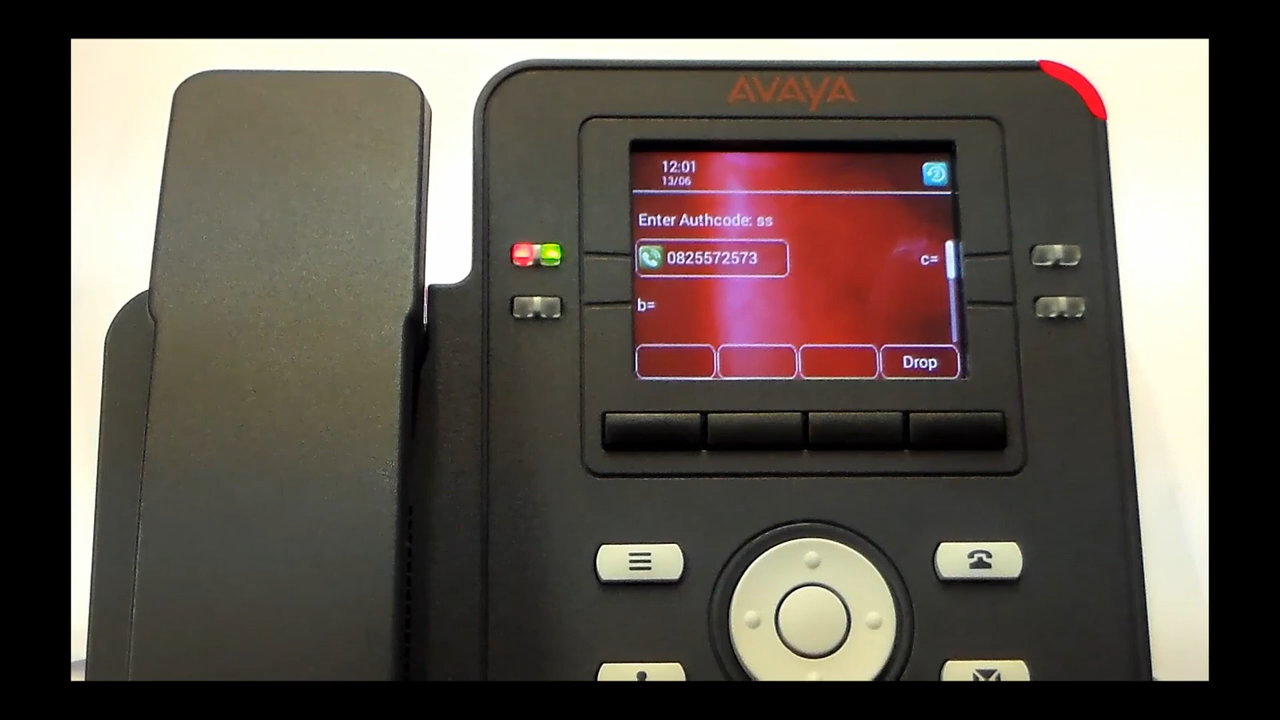 AVAYA
12:01
13/06
Enter Authcode: ss
0825572573
c=
b=
Drop